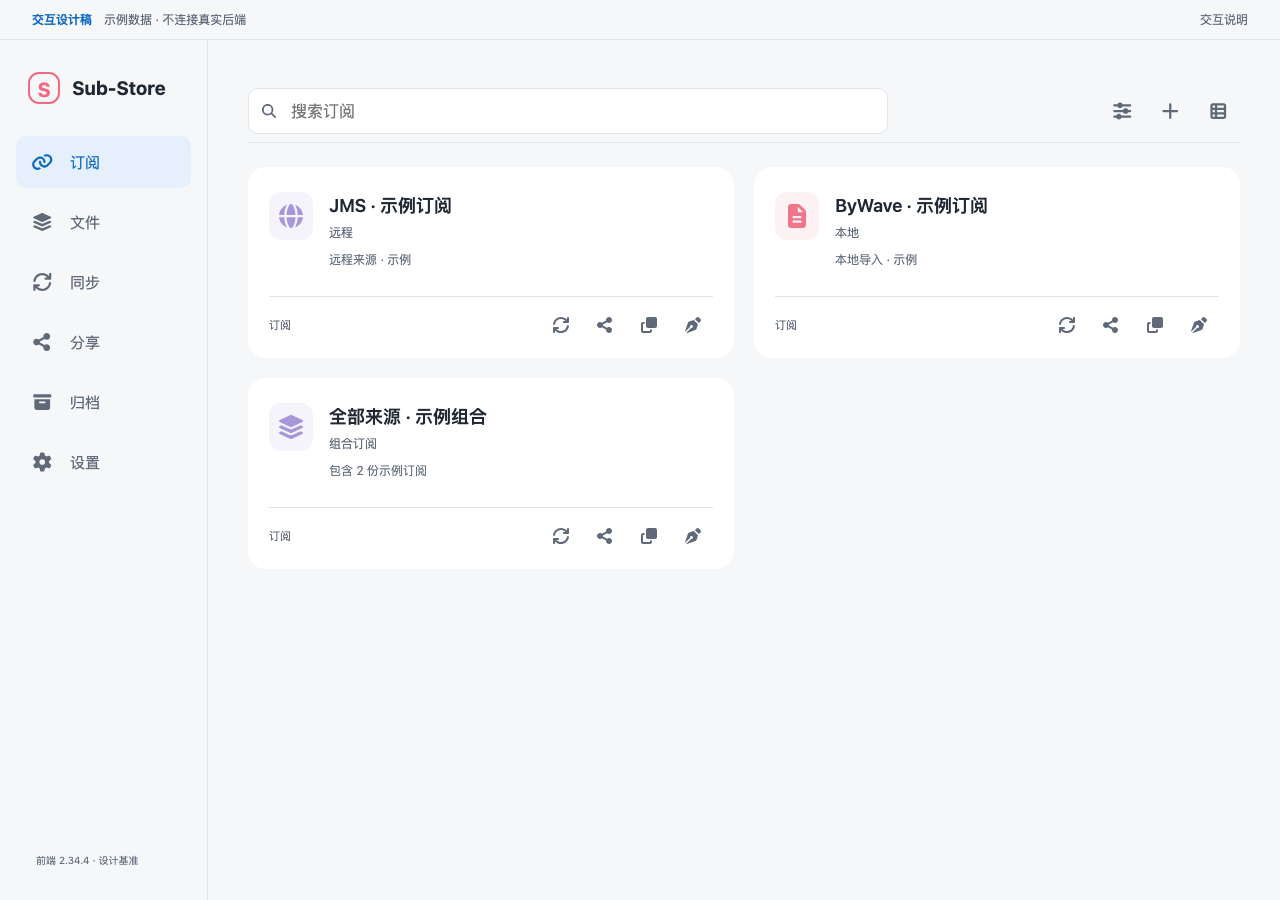 交互设计稿 示例数据 · 不连接真实后端 交互说明
S Sub-Store
搜索订阅
订阅
文件
同步
分享
归档
设置
JMS · 示例订阅
远程
远程来源 · 示例
订阅
ByWave · 示例订阅
本地
本地导入 · 示例
订阅
全部来源 · 示例组合
组合订阅
包含 2 份示例订阅
订阅
前端 2.34.4 · 设计基准